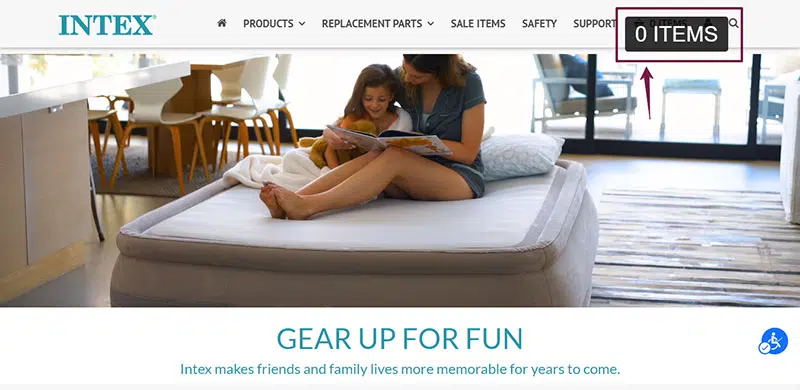 INTEX®
PRODUCTS
REPLACEMENT PARTS
SALE ITEMS
SAFETY
SUPPORT
0 ITEMS
0 ITEMS
GEAR UP FOR FUN
Intex makes friends and family lives more memorable for years to come.